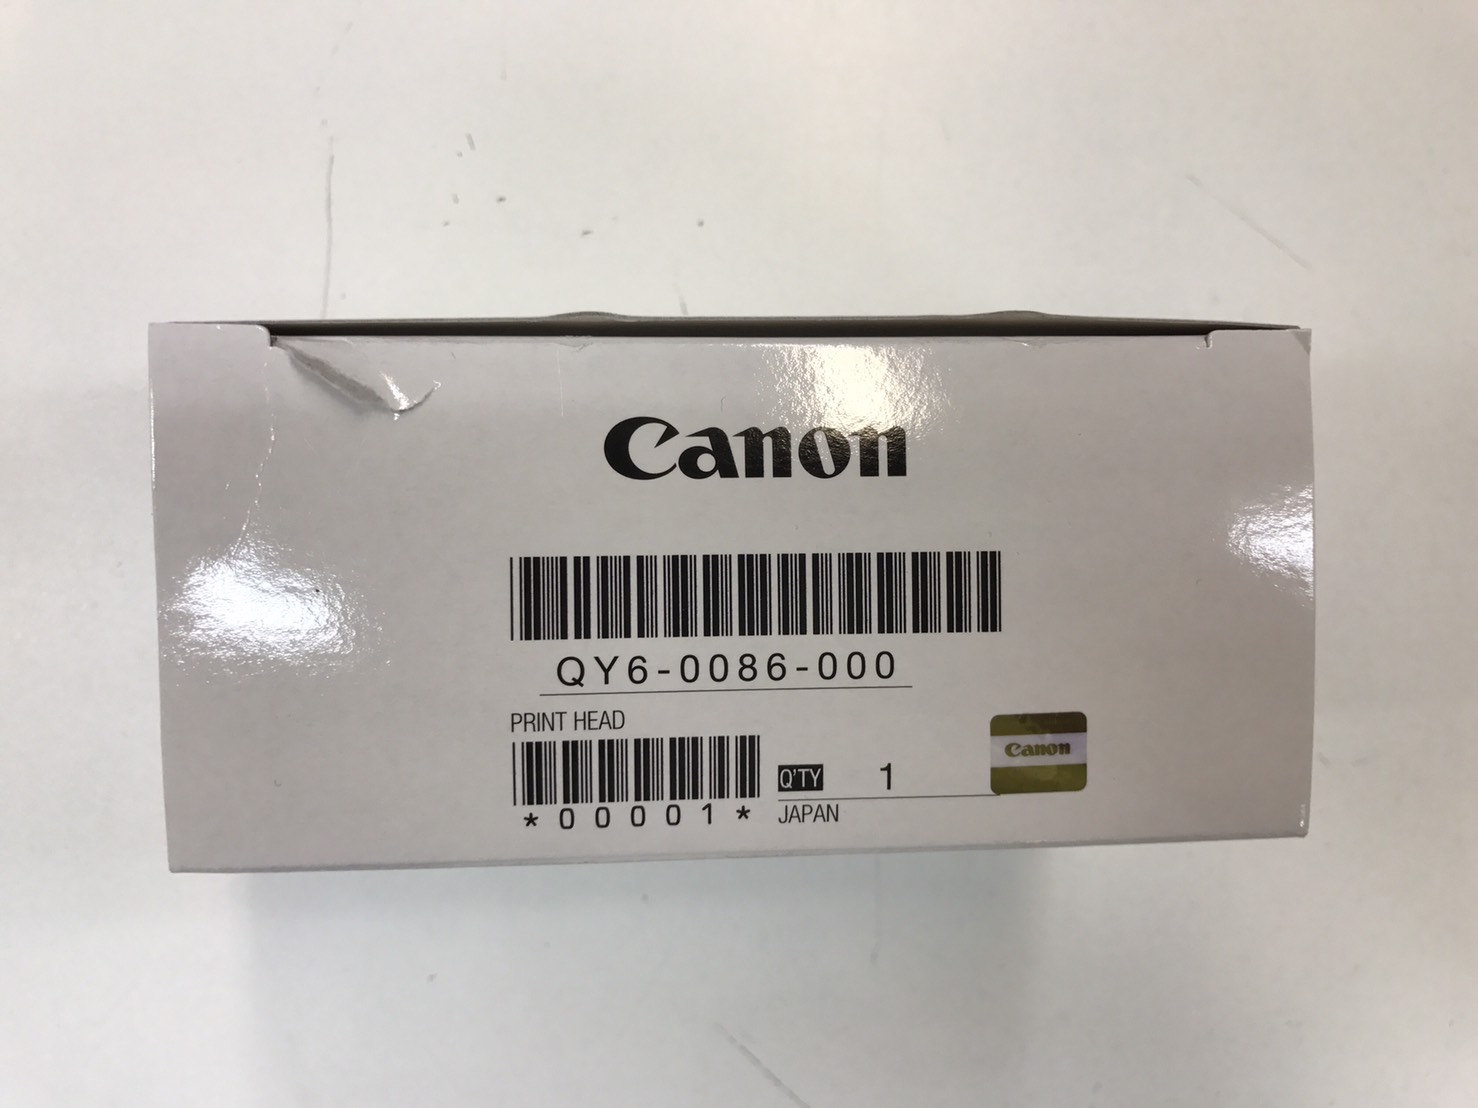 Canon
QY6-0086-000
PRINT HEAD
*00001*
Q'TY 1
JAPAN
Canon